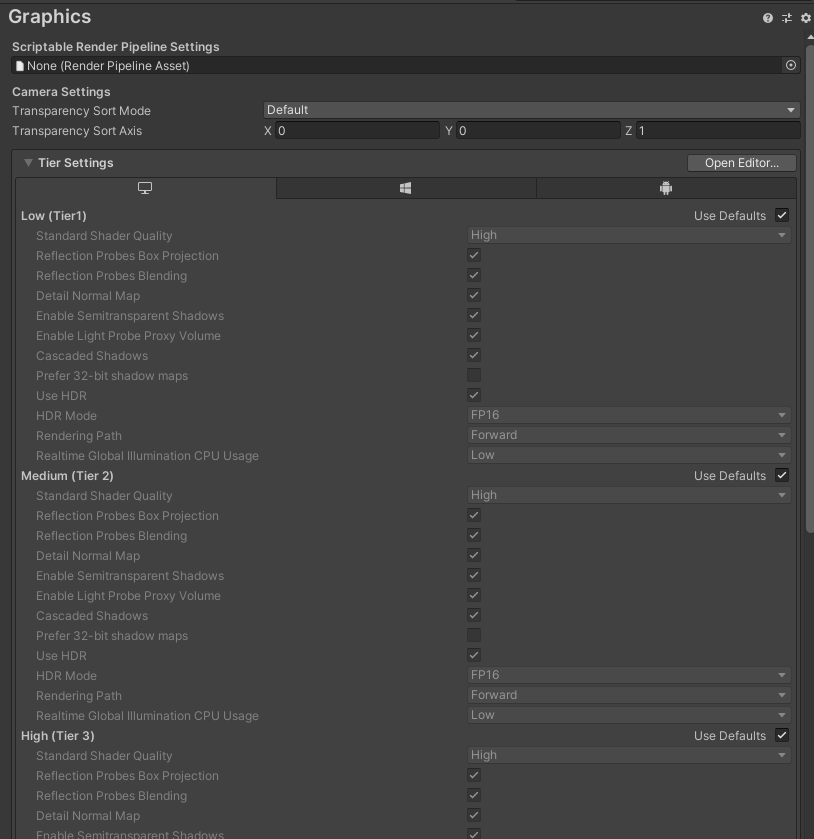 Graphics
Scriptable Render Pipeline Settings
None (Render Pipeline Asset)
Camera Settings
Transparency Sort Mode Default
Transparency Sort Axis X 0 Y 0 Z 1
Tier Settings Open Editor...
Low (Tier1) Use Defaults
Standard Shader Quality High
Reflection Probes Box Projection
Reflection Probes Blending
Detail Normal Map
Enable Semitransparent Shadows
Enable Light Probe Proxy Volume
Cascaded Shadows
Prefer 32-bit shadow maps
Use HDR
HDR Mode FP16
Rendering Path Forward
Realtime Global Illumination CPU Usage Low
Medium (Tier 2) Use Defaults
Standard Shader Quality High
Reflection Probes Box Projection
Reflection Probes Blending
Detail Normal Map
Enable Semitransparent Shadows
Enable Light Probe Proxy Volume
Cascaded Shadows
Prefer 32-bit shadow maps
Use HDR
HDR Mode FP16
Rendering Path Forward
Realtime Global Illumination CPU Usage Low
High (Tier 3) Use Defaults
Standard Shader Quality High
Reflection Probes Box Projection
Reflection Probes Blending
Detail Normal Map
Enable Semitransparent Shadows